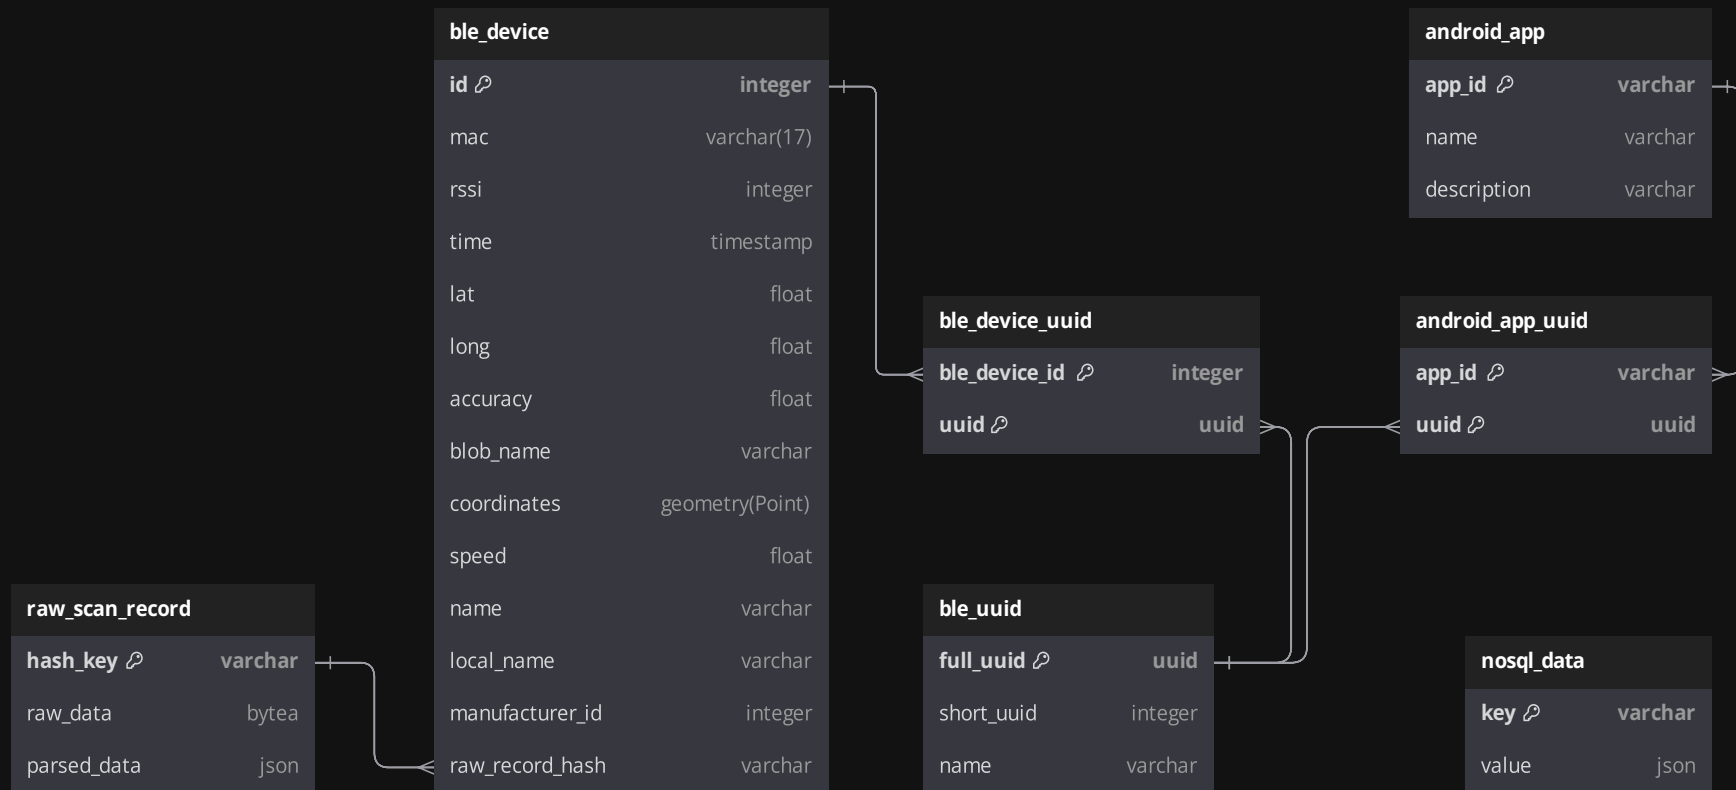 ble_device
id integer
mac varchar(17)
rssi integer
time timestamp
lat float
long float
accuracy float
blob_name varchar
coordinates geometry(Point)
speed float
name varchar
local_name varchar
manufacturer_id integer
raw_record_hash varchar
android_app
app_id varchar
name varchar
description varchar
ble_device_uuid
ble_device_id integer
uuid uuid
android_app_uuid
app_id varchar
uuid uuid
raw_scan_record
hash_key varchar
raw_data bytea
parsed_data json
ble_uuid
full_uuid uuid
short_uuid integer
name varchar
nosql_data
key varchar
value json